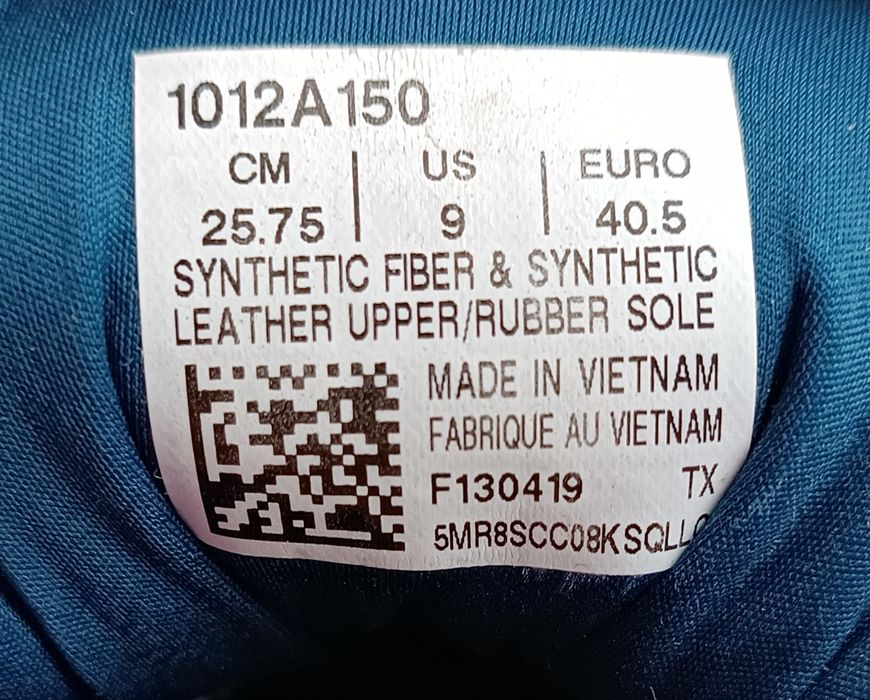 1012A150
CM | US | EURO
25.75 | 9 | 40.5
SYNTHETIC FIBER & SYNTHETIC
LEATHER UPPER/RUBBER SOLE
MADE IN VIETNAM
FABRIQUE AU VIETNAM
F130419 TX